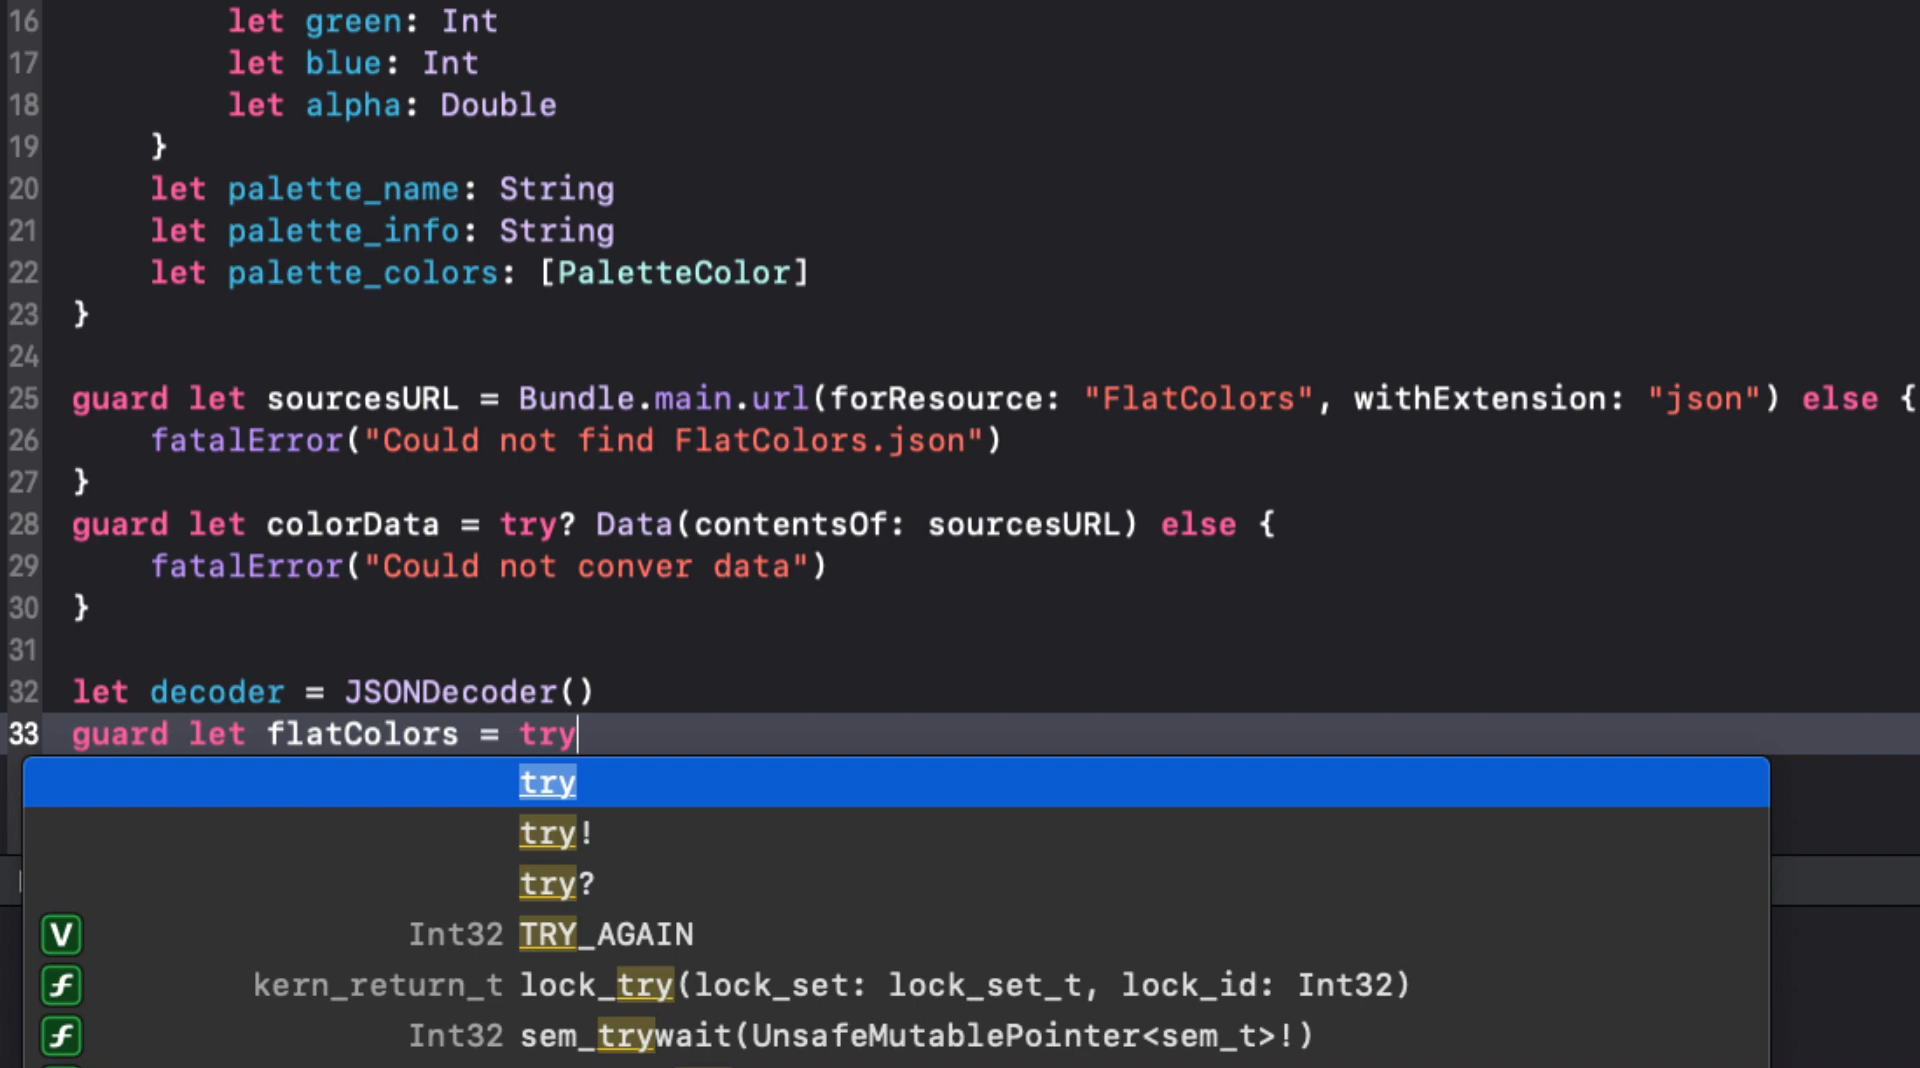 16 let green: Int
17 let blue: Int
18 let alpha: Double
19 }
20 let palette_name: String
21 let palette_info: String
22 let palette_colors: [PaletteColor]
23 }
24
25 guard let sourcesURL = Bundle.main.url(forResource: "FlatColors", withExtension: "json") else {
26 fatalError("Could not find FlatColors.json")
27 }
28 guard let colorData = try? Data(contentsOf: sourcesURL) else {
29 fatalError("Could not conver data")
30 }
31
32 let decoder = JSONDecoder()
33 guard let flatColors = try
try
try!
try?
V Int32 TRY_AGAIN
f kern_return_t lock_try(lock_set: lock_set_t, lock_id: Int32)
f Int32 sem_trywait(UnsafeMutablePointer<sem_t>!)